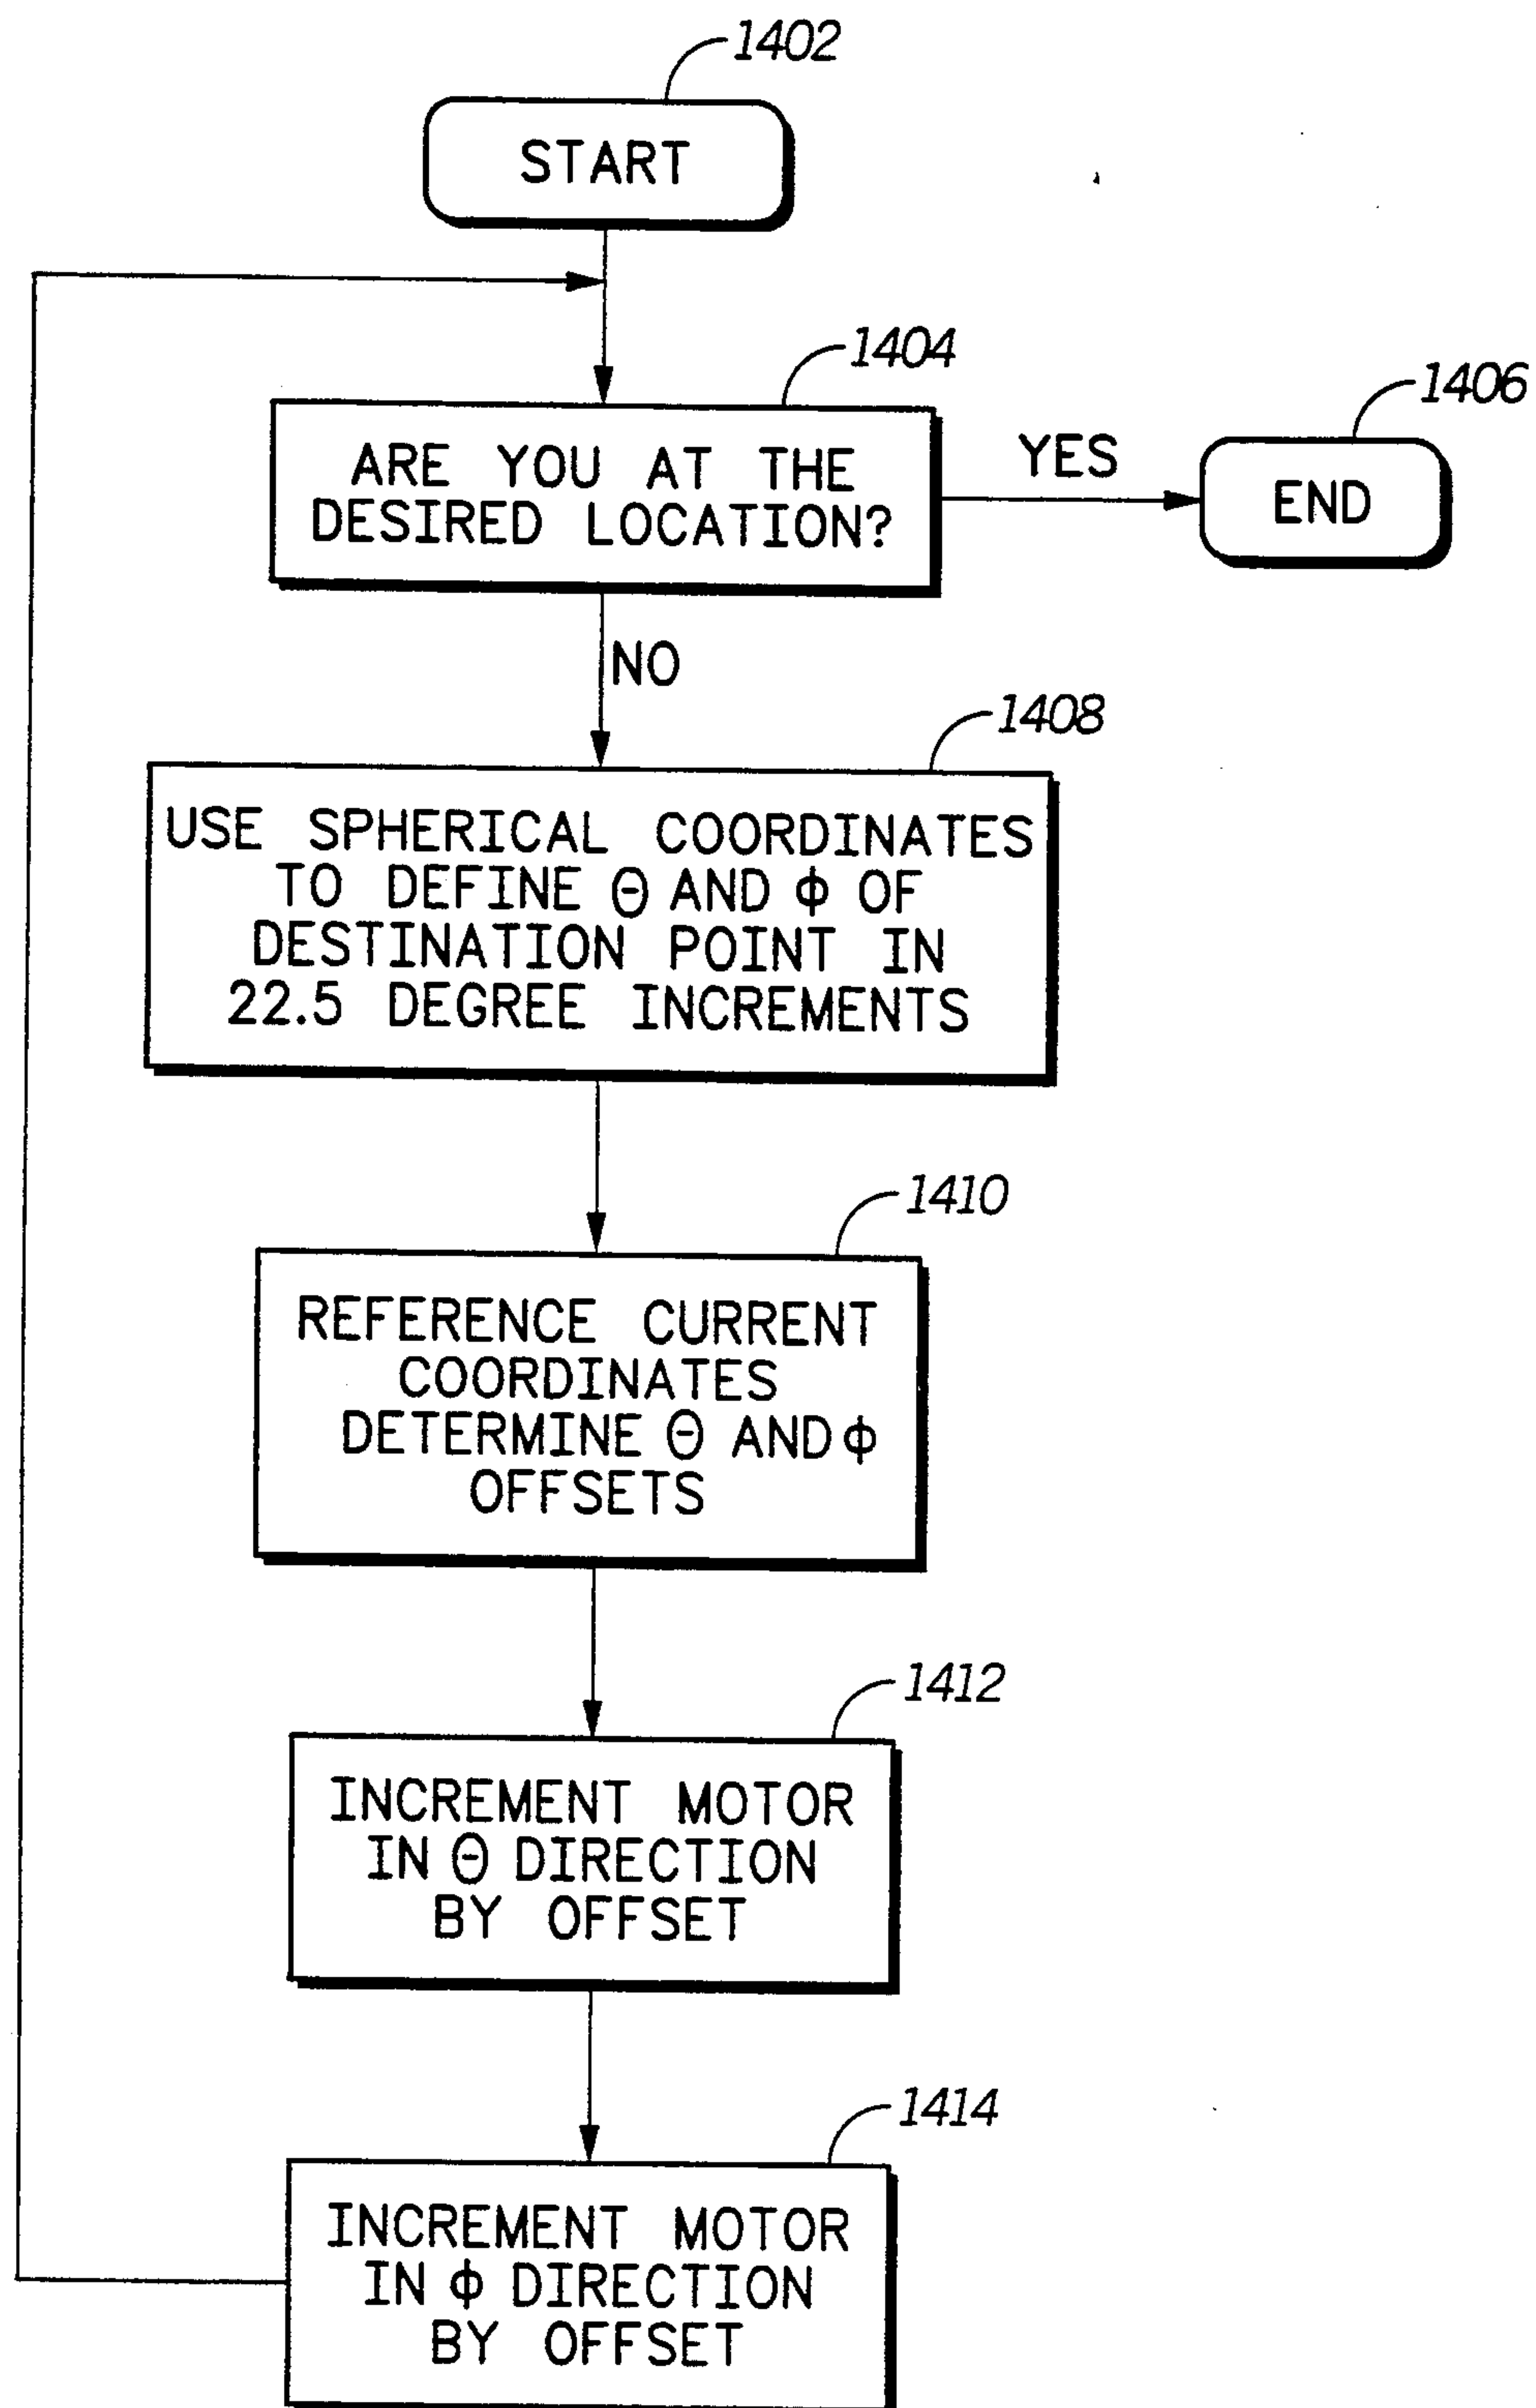 1402
START
1404
ARE YOU AT THE
DESIRED LOCATION?
YES
1406
END
NO
1408
USE SPHERICAL COORDINATES
TO DEFINE Θ AND Φ OF
DESTINATION POINT IN
22.5 DEGREE INCREMENTS
1410
REFERENCE CURRENT
COORDINATES
DETERMINE Θ AND Φ
OFFSETS
1412
INCREMENT MOTOR
IN Θ DIRECTION
BY OFFSET
1414
INCREMENT MOTOR
IN Φ DIRECTION
BY OFFSET